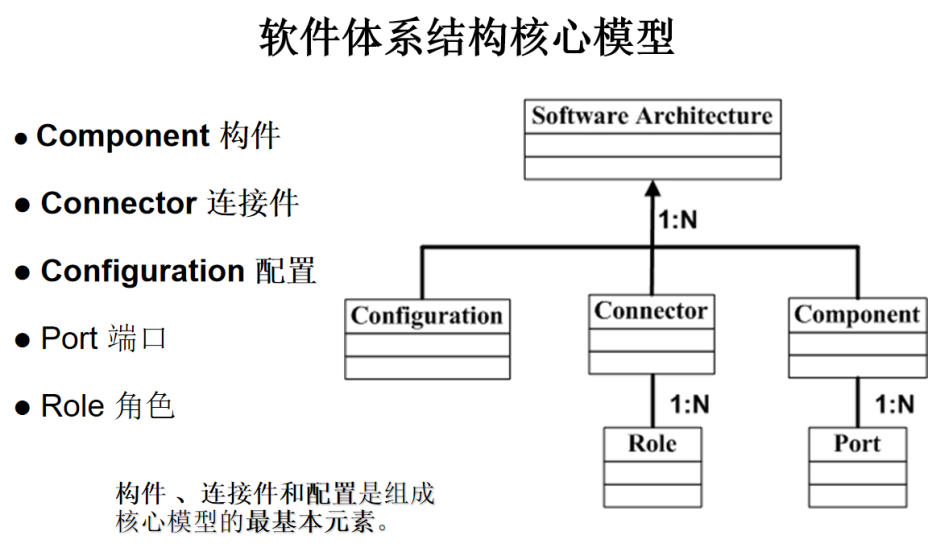 软件体系结构核心模型
● Component 构件
● Connector 连接件
● Configuration 配置
● Port 端口
● Role 角色
构件 、连接件和配置是组成
核心模型的最基本元素。
Software Architecture
1:N
Configuration
Connector
Component
1:N
1:N
Role
Port